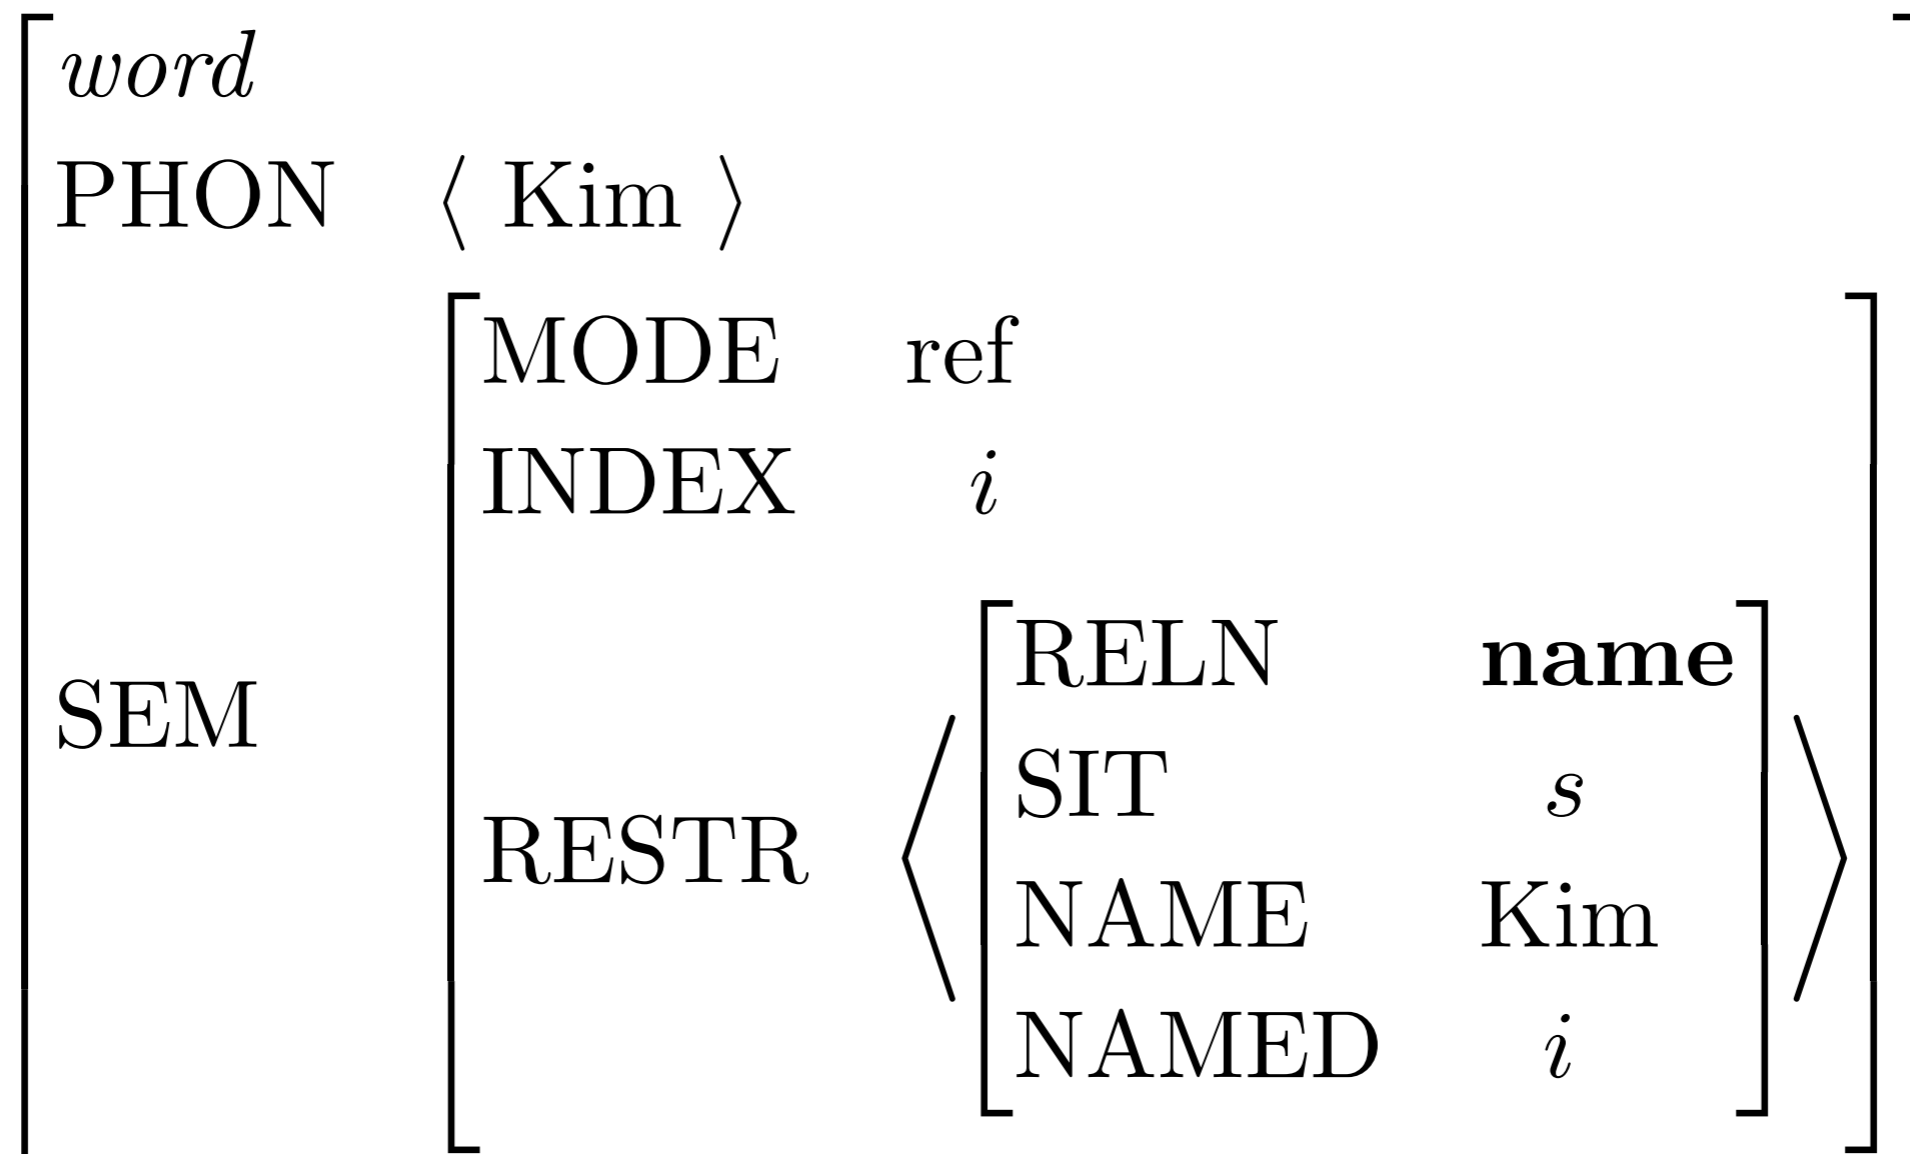 word
PHON ⟨ Kim ⟩
MODE ref
INDEX i
SEM
RELN name
SIT s
RESTR
NAME Kim
NAMED i